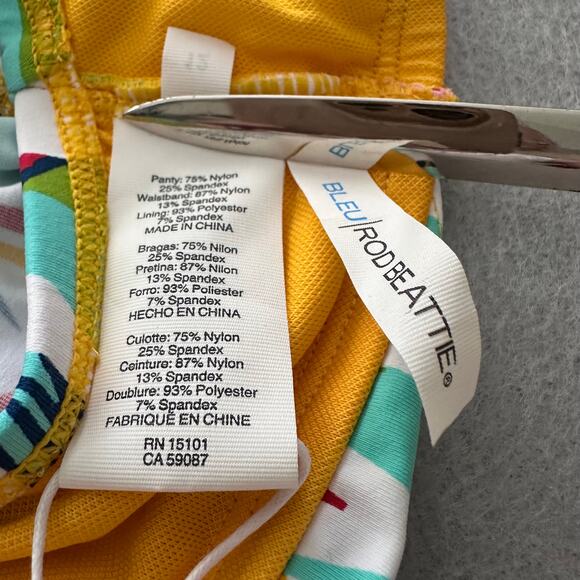 12
Panty: 75% Nylon
25% Spandex
Waistband: 87% Nylon
13% Spandex
Lining: 93% Polyester
7% Spandex
MADE IN CHINA
Bragas: 75% Nilon
25% Spandex
Pretina: 87% Nilon
13% Spandex
Forro: 93% Poliester
7% Spandex
HECHO EN CHINA
Culotte: 75% Nylon
25% Spandex
Ceinture: 87% Nylon
13% Spandex
Doublure: 93% Polyester
7% Spandex
FABRIQUÉ EN CHINE
RN 15101
CA 59087
BLEU|ROD BEATTIE®